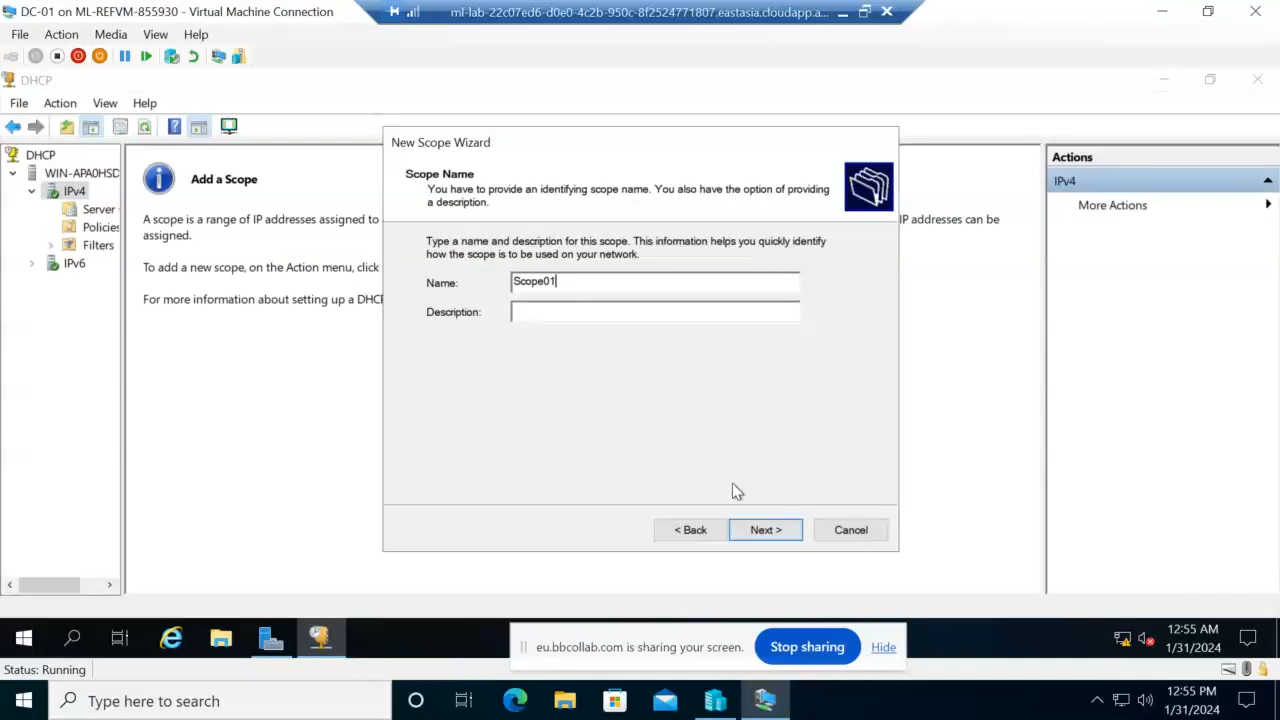 DC-01 on ML-REFVM-855930 - Virtual Machine Connection
ml-lab-22c07ed6-d0e0-4c2b-950c-8f2524771807.eastasia.cloudapp.a...
File Action Media View Help
DHCP
File Action View Help
DHCP
WIN-APA0HSD
IPv4
Server
Policies
Filters
IPv6
Add a Scope
A scope is a range of IP addresses assigned to
IP addresses can be
assigned.
To add a new scope, on the Action menu, click
For more information about setting up a DHC
New Scope Wizard
Scope Name
You have to provide an identifying scope name. You also have the option of providing
a description.
Type a name and description for this scope. This information helps you quickly identify
how the scope is to be used on your network.
Name: Scope01
Description:
< Back Next > Cancel
Actions
IPv4
More Actions
eu.bbcollab.com is sharing your screen. Stop sharing Hide
12:55 AM
1/31/2024
Status: Running
Type here to search
12:55 PM
1/31/2024